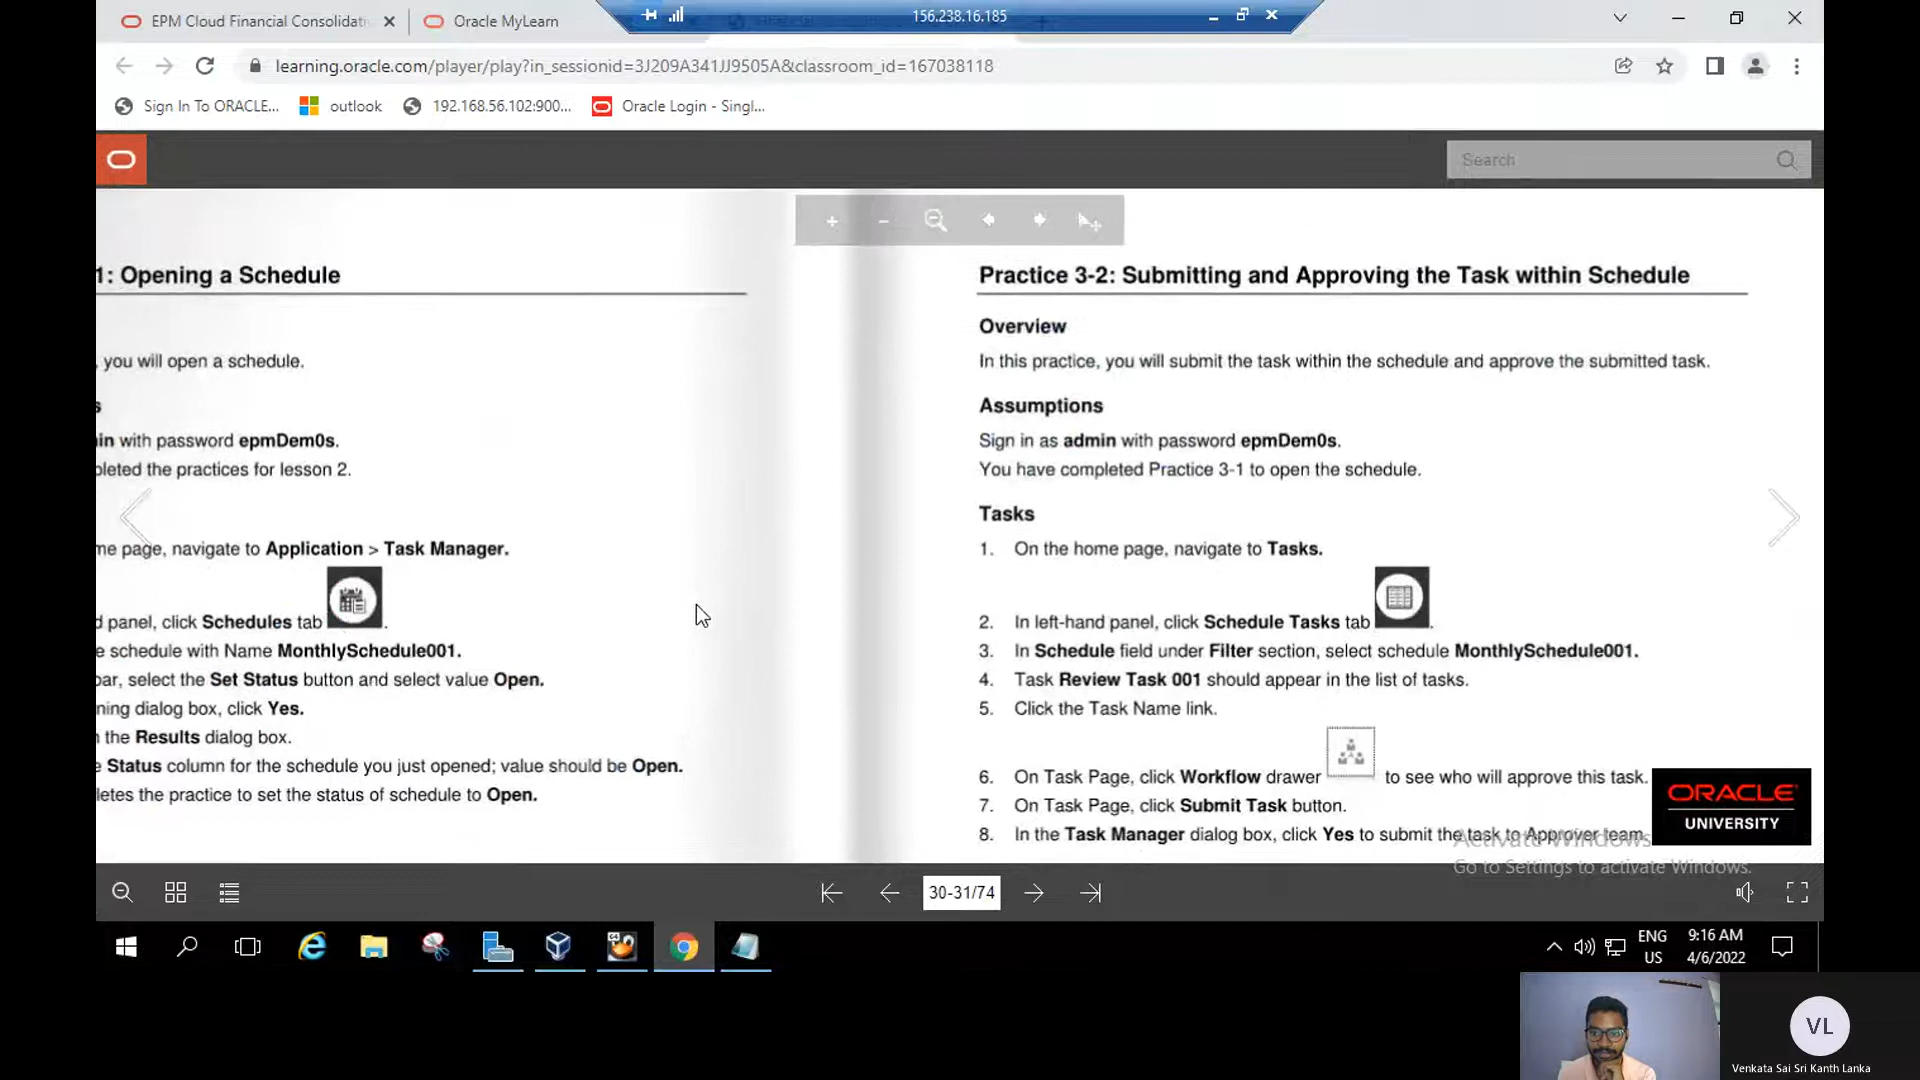 EPM Cloud Financial Consolidati
Oracle MyLearn
156.238.16.185
learning.oracle.com/player/play?in_sessionid=3J209A341JJ9505A&classroom_id=167038118
Sign In To ORACLE...
outlook
192.168.56.102:900...
Oracle Login - Singl...
Search
1: Opening a Schedule
, you will open a schedule.
s
in with password epmDem0s.
pleted the practices for lesson 2.
me page, navigate to Application > Task Manager.
d panel, click Schedules tab .
e schedule with Name MonthlySchedule001.
bar, select the Set Status button and select value Open.
ning dialog box, click Yes.
n the Results dialog box.
e Status column for the schedule you just opened; value should be Open.
letes the practice to set the status of schedule to Open.
Practice 3-2: Submitting and Approving the Task within Schedule
Overview
In this practice, you will submit the task within the schedule and approve the submitted task.
Assumptions
Sign in as admin with password epmDem0s.
You have completed Practice 3-1 to open the schedule.
Tasks
1. On the home page, navigate to Tasks.
2. In left-hand panel, click Schedule Tasks tab .
3. In Schedule field under Filter section, select schedule MonthlySchedule001.
4. Task Review Task 001 should appear in the list of tasks.
5. Click the Task Name link.
6. On Task Page, click Workflow drawer to see who will approve this task.
7. On Task Page, click Submit Task button.
8. In the Task Manager dialog box, click Yes to submit the task to Approver team.
ORACLE
UNIVERSITY
Activate Windows
Go to Settings to activate Windows.
30-31/74
ENG
US
9:16 AM
4/6/2022
VL
Venkata Sai Sri Kanth Lanka